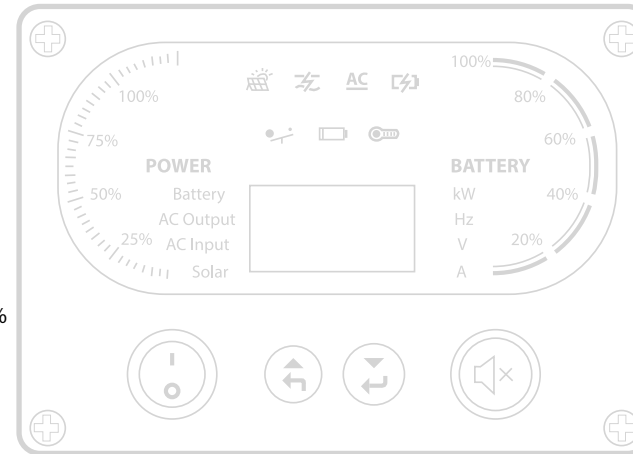 100%
AC
100%
80%
75%
60%
POWER
BATTERY
50%
Battery
kW
40%
AC Output
Hz
25%
AC Input
V
20%
Solar
A
%